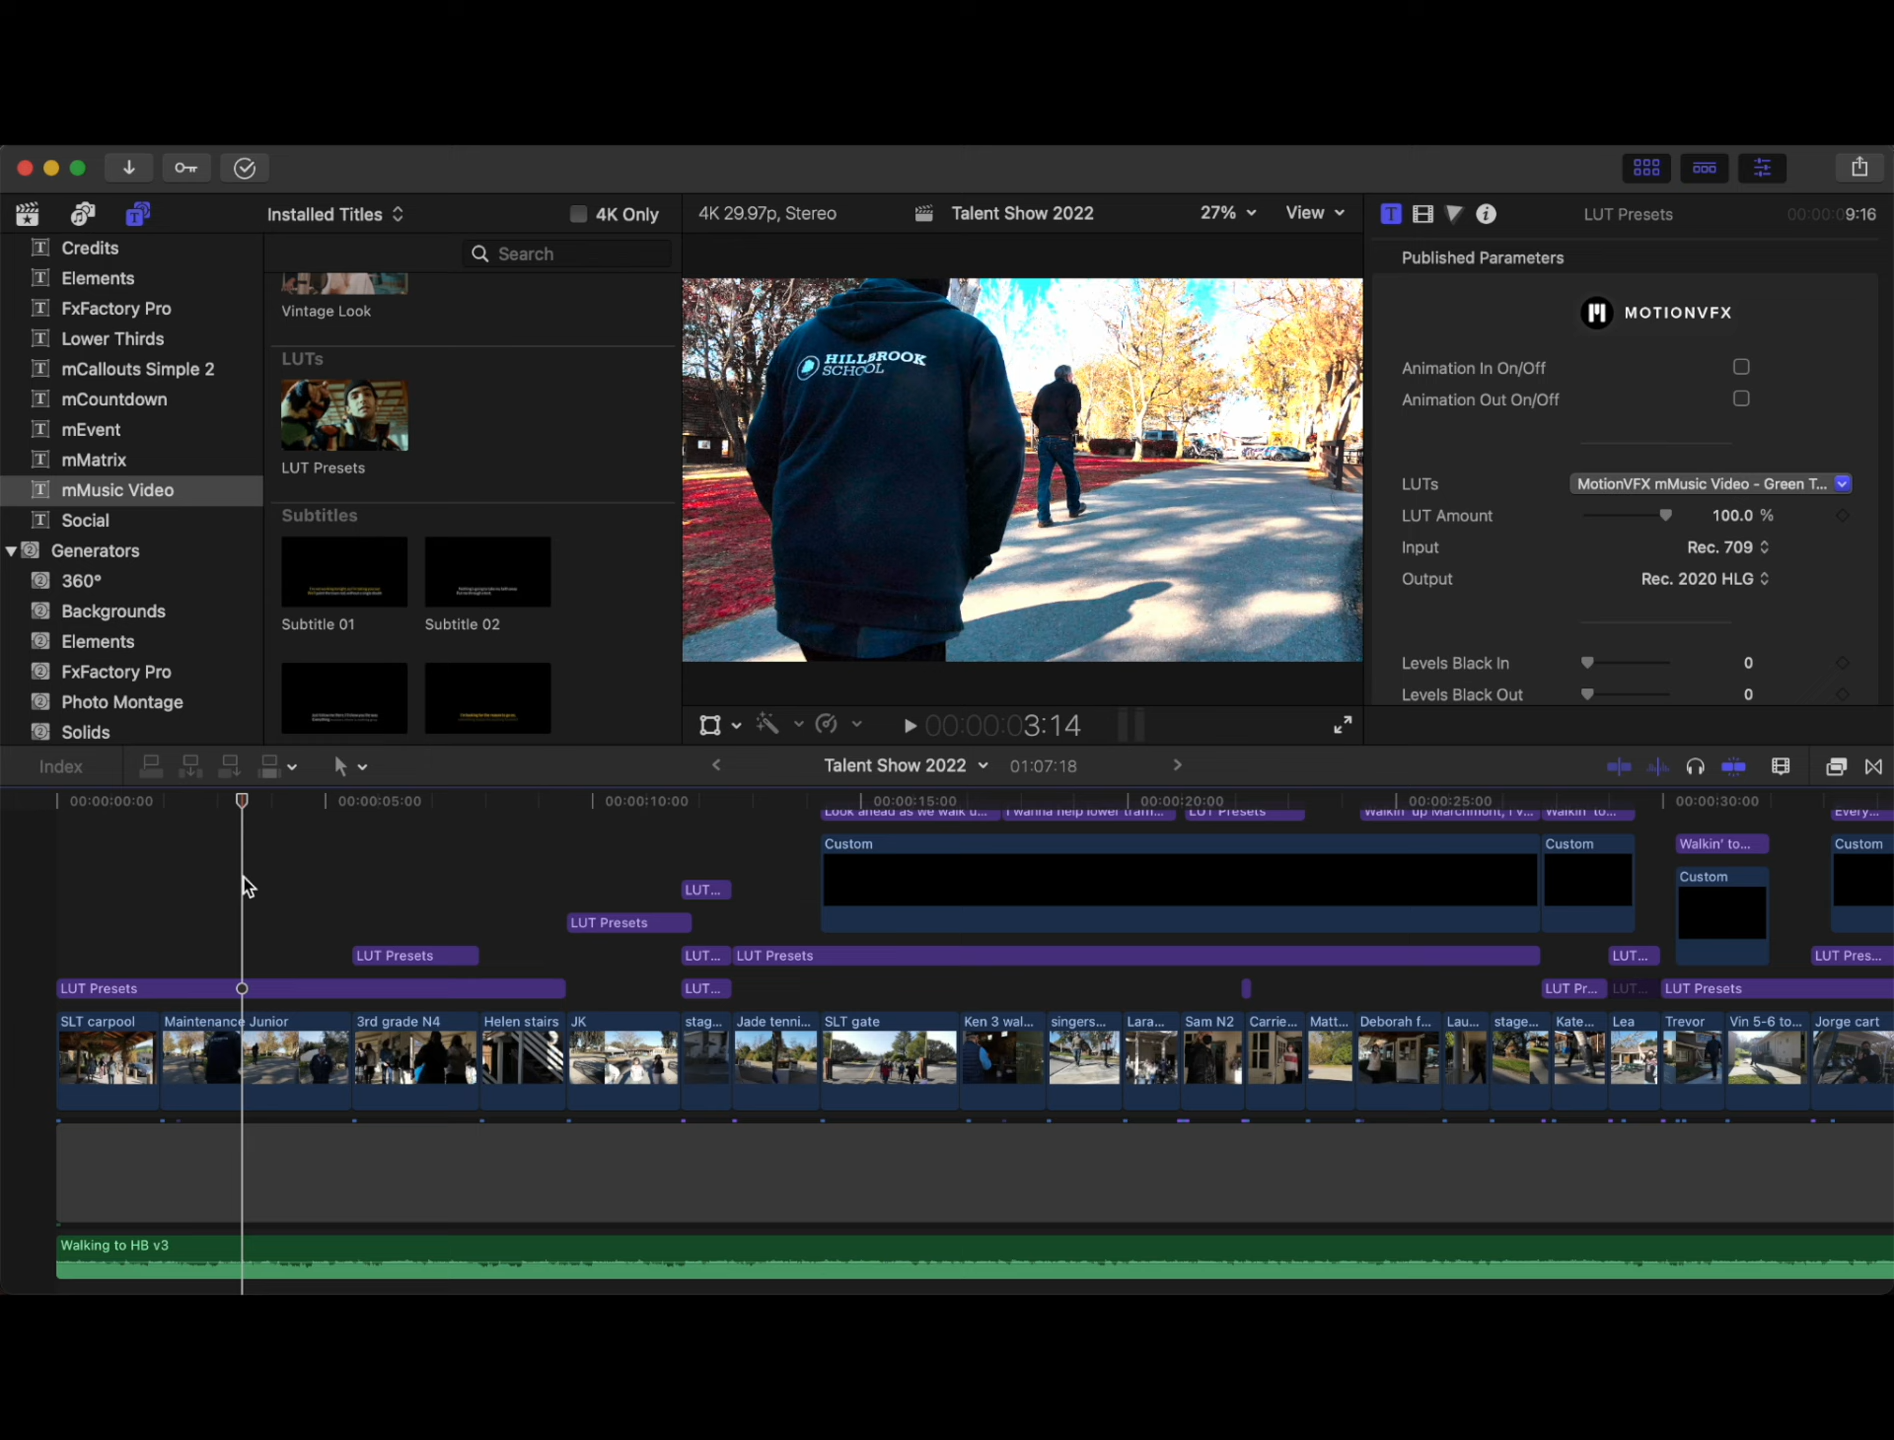 Installed Titles
4K Only
4K 29.97p, Stereo
Talent Show 2022
27%
View
LUT Presets
00:00:09:16
Credits
Elements
FxFactory Pro
Lower Thirds
mCallouts Simple 2
mCountdown
mEvent
mMatrix
mMusic Video
Social
Generators
360°
Backgrounds
Elements
FxFactory Pro
Photo Montage
Solids
Search
Vintage Look
LUTs
LUT Presets
Subtitles
Subtitle 01
Subtitle 02
HILLBROOK
SCHOOL
Published Parameters
MOTIONVFX
Animation In On/Off
Animation Out On/Off
LUTs
MotionVFX mMusic Video - Green T...
LUT Amount
100.0 %
Input
Rec. 709
Output
Rec. 2020 HLG
Levels Black In
0
Levels Black Out
0
00:00:03:14
Index
Talent Show 2022
01:07:18
00:00:00:00
00:00:05:00
00:00:10:00
00:00:15:00
00:00:20:00
00:00:25:00
00:00:30:00
Look ahead as we walk u...
I wanna help lower tram...
LUT Presets
Walkin' up Marchmont, I v...
Walkin' to...
Every...
Custom
Custom
Walkin' to...
Custom
Custom
LUT...
LUT Presets
LUT Presets
LUT...
LUT Presets
LUT...
LUT Pres...
LUT Presets
LUT...
LUT Pr...
LUT...
LUT Presets
SLT carpool
Maintenance Junior
3rd grade N4
Helen stairs
JK
stag...
Jade tenni...
SLT gate
Ken 3 wal...
singers...
Lara...
Sam N2
Carrie...
Matt...
Deborah f...
Lau...
stage...
Kate...
Lea
Trevor
Vin 5-6 to...
Jorge cart
Walking to HB v3